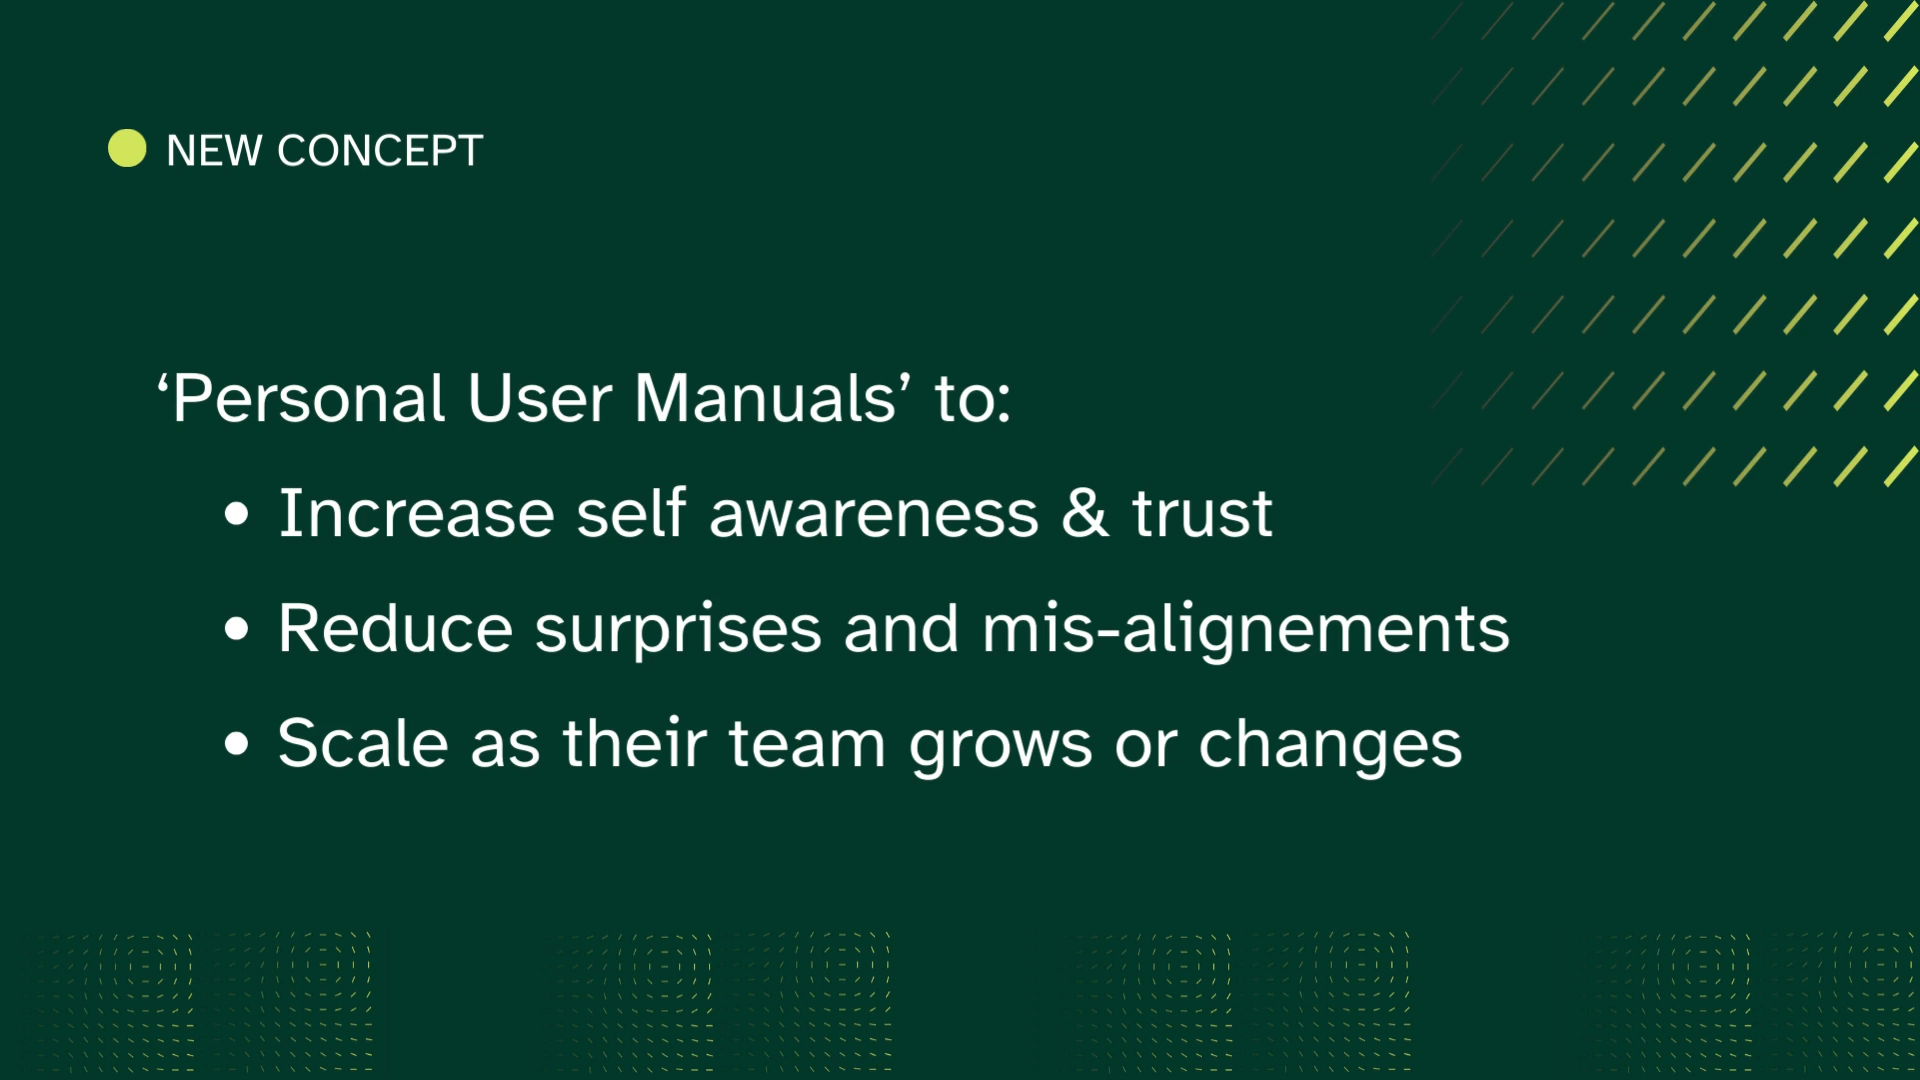 NEW CONCEPT
‘Personal User Manuals’ to:
• Increase self awareness & trust
• Reduce surprises and mis-alignements
• Scale as their team grows or changes